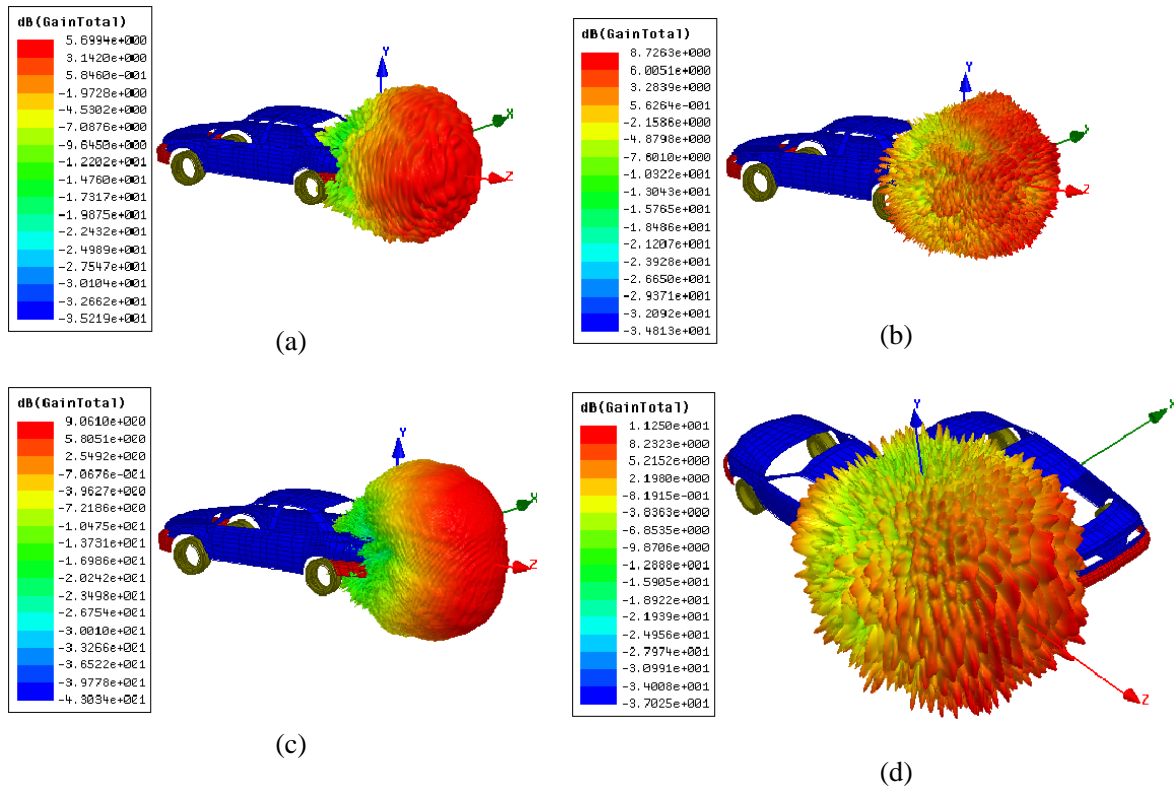 dB(GainTotal)
5.6994e+000
3.1420e+000
5.8460e-001
-1.9728e+000
-4.5302e+000
-7.0876e+000
-9.6450e+000
-1.2202e+001
-1.4760e+001
-1.7317e+001
-1.9875e+001
-2.2432e+001
-2.4989e+001
-2.7547e+001
-3.0104e+001
-3.2662e+001
-3.5219e+001
Y
X
Z
(a)
dB(GainTotal)
8.7263e+000
6.0051e+000
3.2839e+000
5.6264e-001
-2.1586e+000
-4.8798e+000
-7.6010e+000
-1.0322e+001
-1.3043e+001
-1.5765e+001
-1.8486e+001
-2.1207e+001
-2.3928e+001
-2.6650e+001
-2.9371e+001
-3.2092e+001
-3.4813e+001
Y
X
Z
(b)
dB(GainTotal)
9.0610e+000
5.8051e+000
2.5492e+000
-7.0676e-001
-3.9627e+000
-7.2186e+000
-1.0475e+001
-1.3731e+001
-1.6986e+001
-2.0242e+001
-2.3498e+001
-2.6754e+001
-3.0010e+001
-3.3266e+001
-3.6522e+001
-3.9778e+001
-4.3034e+001
Y
X
Z
(c)
dB(GainTotal)
1.1250e+001
8.2323e+000
5.2152e+000
2.1980e+000
-8.1915e-001
-3.8363e+000
-6.8535e+000
-9.8706e+000
-1.2888e+001
-1.5905e+001
-1.8922e+001
-2.1939e+001
-2.4956e+001
-2.7974e+001
-3.0991e+001
-3.4008e+001
-3.7025e+001
Y
X
Z
(d)